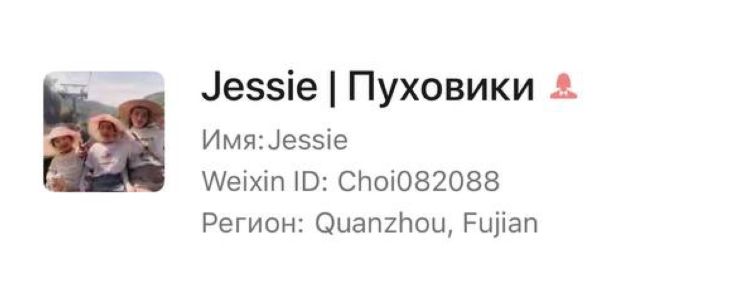 Jessie | Пуховики
Имя:Jessie
Weixin ID: Choi082088
Регион: Quanzhou, Fujian